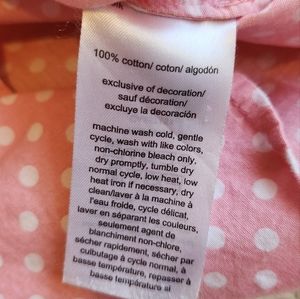 100% cotton/ coton/ algodón
exclusive of decoration/
sauf décoration/
excluye la decoración
machine wash cold, gentle
cycle, wash with like colors,
non-chlorine bleach only.
dry promptly, tumble dry
normal cycle, low heat, low
heat iron if necessary, dry
clean/laver à la machine à
l'eau froide, cycle délicat,
laver en séparant les couleurs,
seulement agent de
blanchiment non-chlore,
sécher rapidement, sécher par
culbutage à cycle normal, à
basse température, repasser à
basse température si